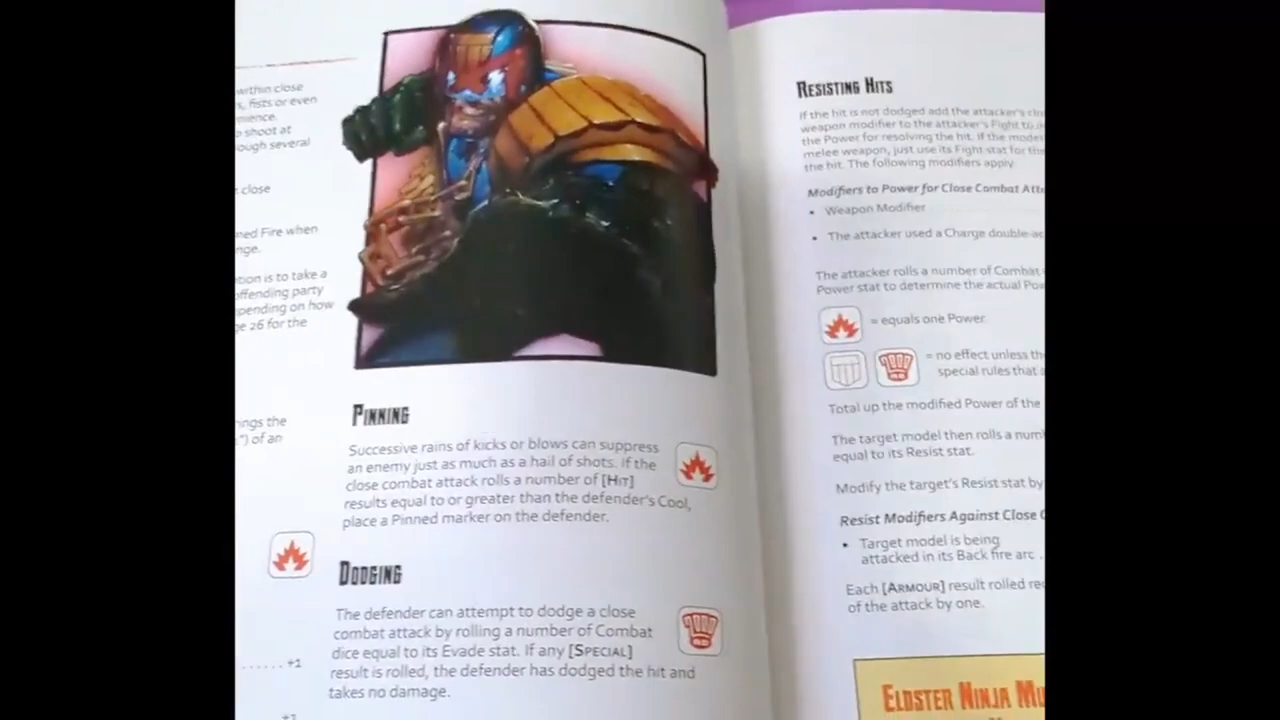 within close
s, fists or even
o shoot at
ough several
close
ned Fire when
nge.
tion is to take a
offending party
pending on how
ge 26 for the
ings the
") of an
...... +1
+1
PINNING
Successive rains of kicks or blows can suppress
an enemy just as much as a hail of shots. If the
close combat attack rolls a number of [HIT]
results equal to or greater than the defender's Cool,
place a Pinned marker on the defender.
DODGING
The defender can attempt to dodge a close
combat attack by rolling a number of Combat
dice equal to its Evade stat. If any [SPECIAL]
result is rolled, the defender has dodged the hit and
takes no damage.
RESISTING HITS
If the hit is not dodged add the attacker's
weapon modifier to the attacker's Fight to
the Power for resolving the hit. If the model
melee weapon, just use its Fight stat for the
the hit. The following modifiers apply
Modifiers to Power for Close Combat
• Weapon Modifier
• The attacker used a Charge
The attacker rolls a number of Combat
Power stat to determine the actual
= equals one Power
= no effect unless
special rules that
Total up the modified Power of the
The target model then rolls a
equal to its Resist stat.
Modify the target's Resist stat by
Resist Modifiers Against Close
• Target model is being
attacked in its Back fire arc .
Each [ARMOUR] result rolled
of the attack by one.
ELDSTER NINJA